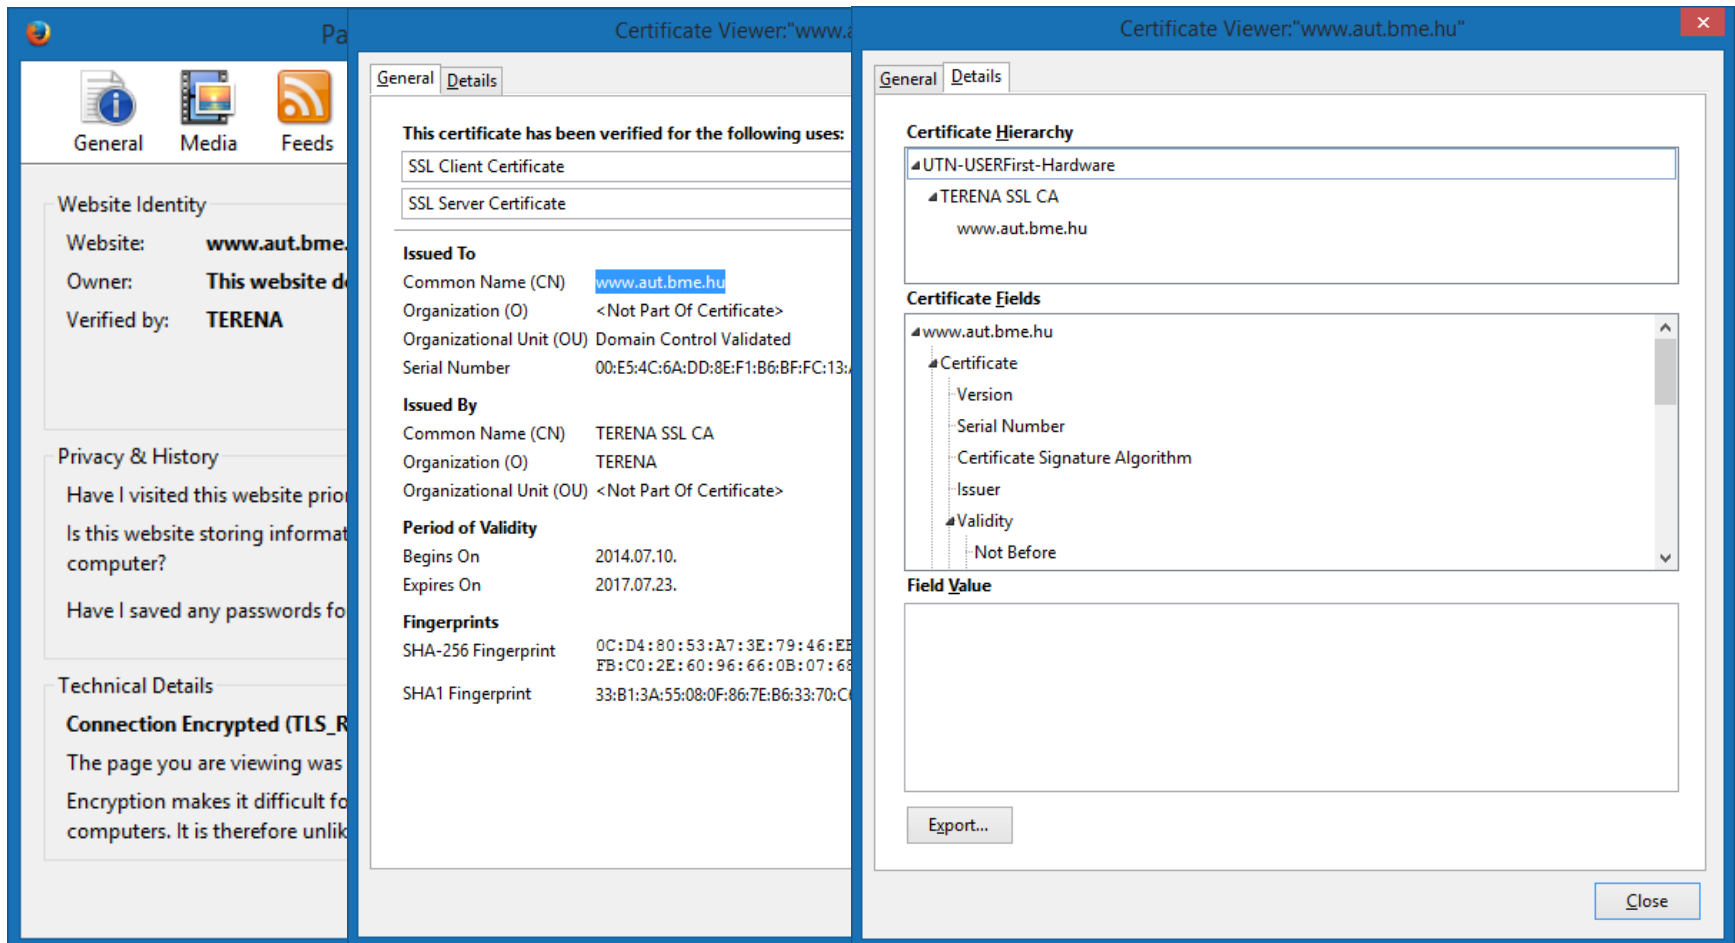 Pa
General
Media
Feeds
Website Identity
Website: www.aut.bme.
Owner: This website d
Verified by: TERENA
Privacy & History
Have I visited this website prior
Is this website storing informat
computer?
Have I saved any passwords fo
Technical Details
Connection Encrypted (TLS_R
The page you are viewing was
Encryption makes it difficult fo
computers. It is therefore unlik
Certificate Viewer:"www.a
General
Details
This certificate has been verified for the following uses:
SSL Client Certificate
SSL Server Certificate
Issued To
Common Name (CN) www.aut.bme.hu
Organization (O) <Not Part Of Certificate>
Organizational Unit (OU) Domain Control Validated
Serial Number 00:E5:4C:6A:DD:8E:F1:B6:BF:FC:13:
Issued By
Common Name (CN) TERENA SSL CA
Organization (O) TERENA
Organizational Unit (OU) <Not Part Of Certificate>
Period of Validity
Begins On 2014.07.10.
Expires On 2017.07.23.
Fingerprints
SHA-256 Fingerprint 0C:D4:80:53:A7:3E:79:46:
FB:C0:2E:60:96:66:0B:07:68
SHA1 Fingerprint 33:B1:3A:55:08:0F:86:7E:B6:33:70:C
Certificate Viewer:"www.aut.bme.hu"
General
Details
Certificate Hierarchy
UTN-USERFirst-Hardware
TERENA SSL CA
www.aut.bme.hu
Certificate Fields
www.aut.bme.hu
Certificate
Version
Serial Number
Certificate Signature Algorithm
Issuer
Validity
Not Before
Field Value
Export...
Close